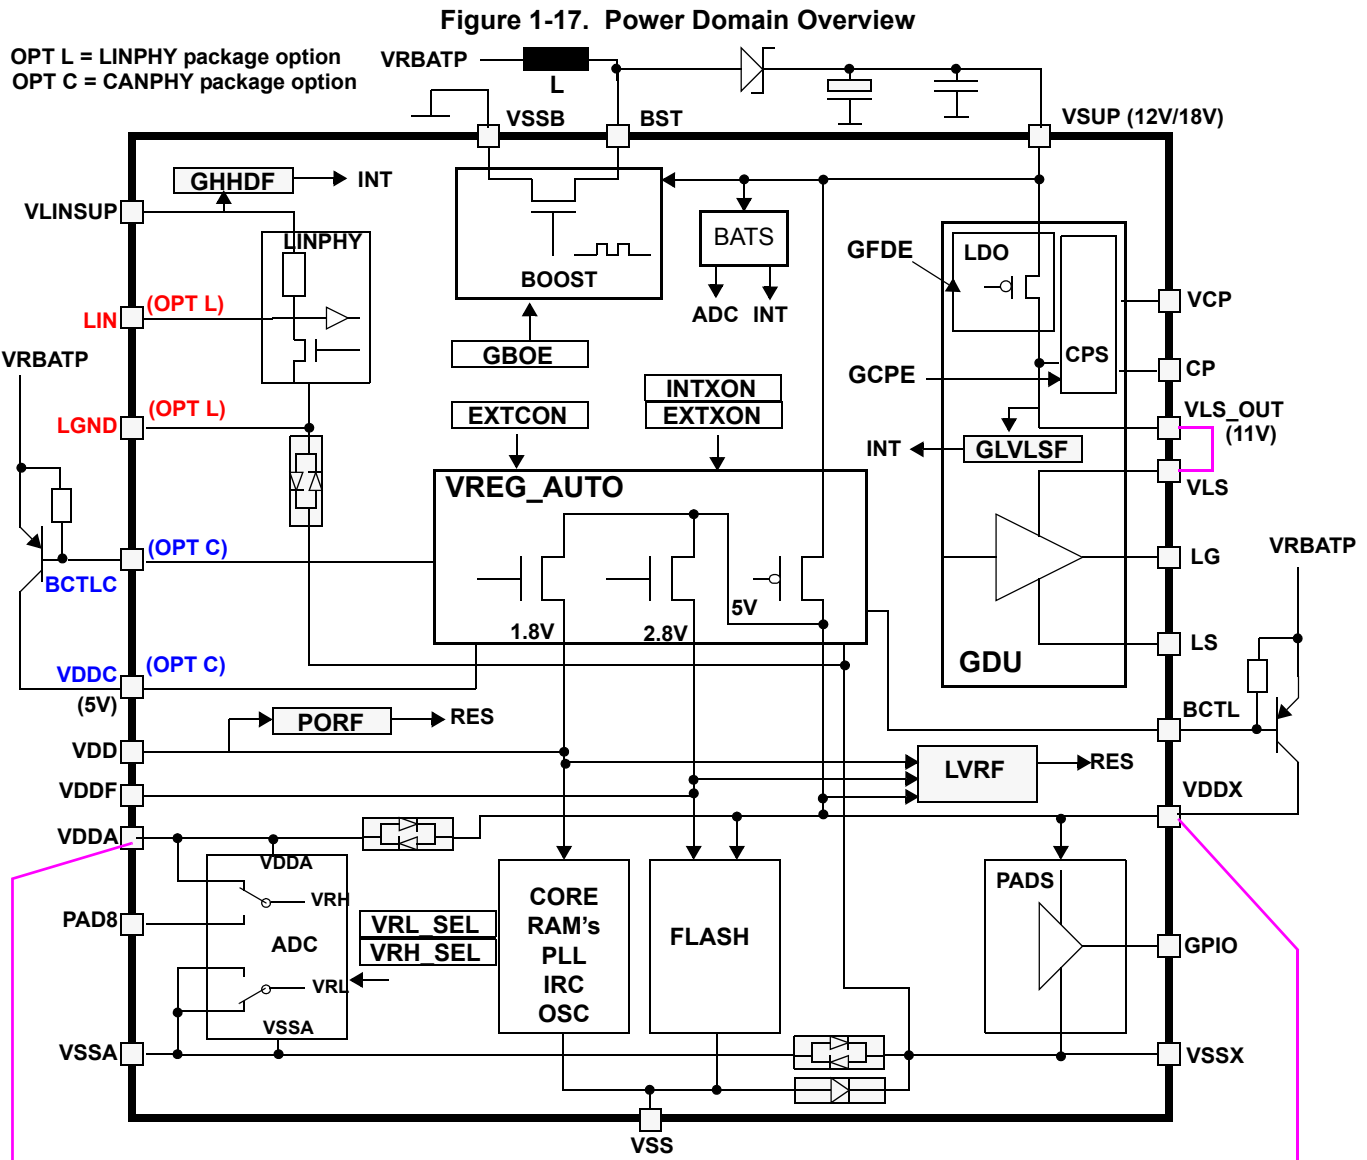 Figure 1-17. Power Domain Overview
OPT L = LINPHY package option
OPT C = CANPHY package option
VRBATP
L
VSSB
BST
VSUP (12V/18V)
GHHDF
INT
VLINSUP
LINPHY
BOOST
BATS
ADC
INT
GFDE
LDO
CPS
VCP
(OPT L)
LIN
GBOE
VRBATP
GCPE
CP
INTXON
EXTXON
EXTCON
(OPT L)
LGND
VLS_OUT
(11V)
INT
GLVLSF
VREG_AUTO
VLS
(OPT C)
BCTLC
VRBATP
LG
5V
1.8V
2.8V
LS
GDU
(OPT C)
VDDC
(5V)
PORF
RES
BCTL
VDD
LVRF
RES
VDDF
VDDX
VDDA
VDDA
VRH
PAD8
ADC
VRL_SEL
VRH_SEL
VRL
VSSA
CORE
RAM's
PLL
IRC
OSC
FLASH
PADS
GPIO
VSSA
VSSX
VSS